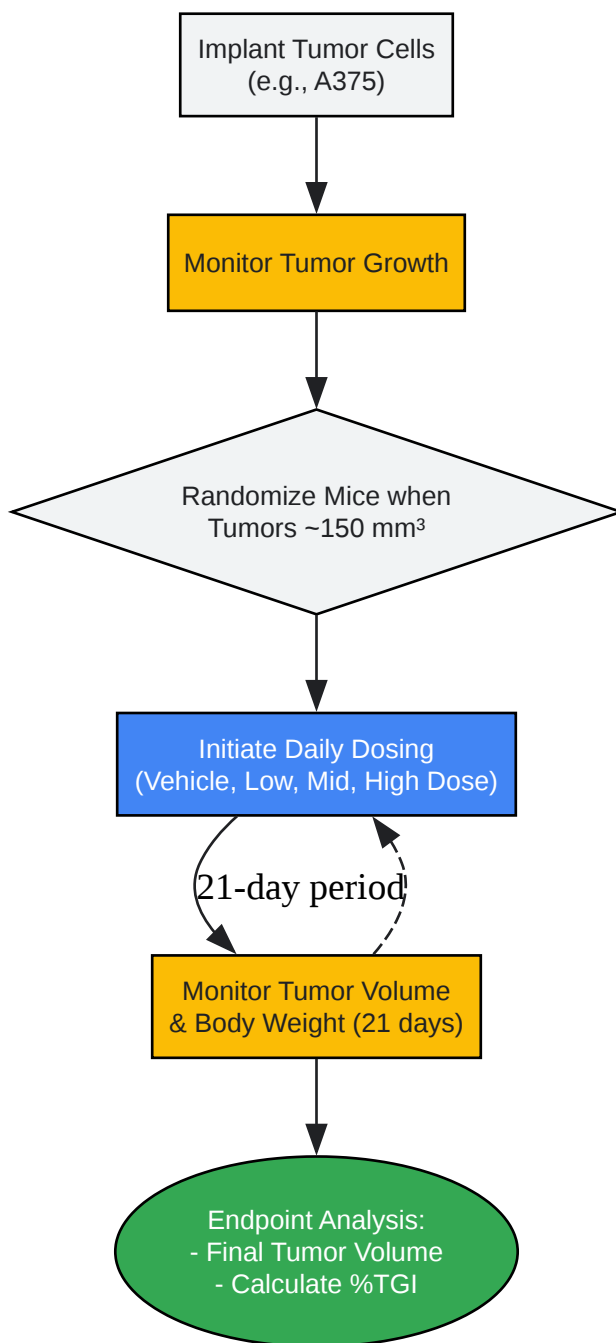 Implant Tumor Cells
(e.g., A375)
Monitor Tumor Growth
Randomize Mice when
Tumors ~150 mm³
Initiate Daily Dosing
(Vehicle, Low, Mid, High Dose)
21-day period
Monitor Tumor Volume
& Body Weight (21 days)
Endpoint Analysis:
- Final Tumor Volume
- Calculate %TGI